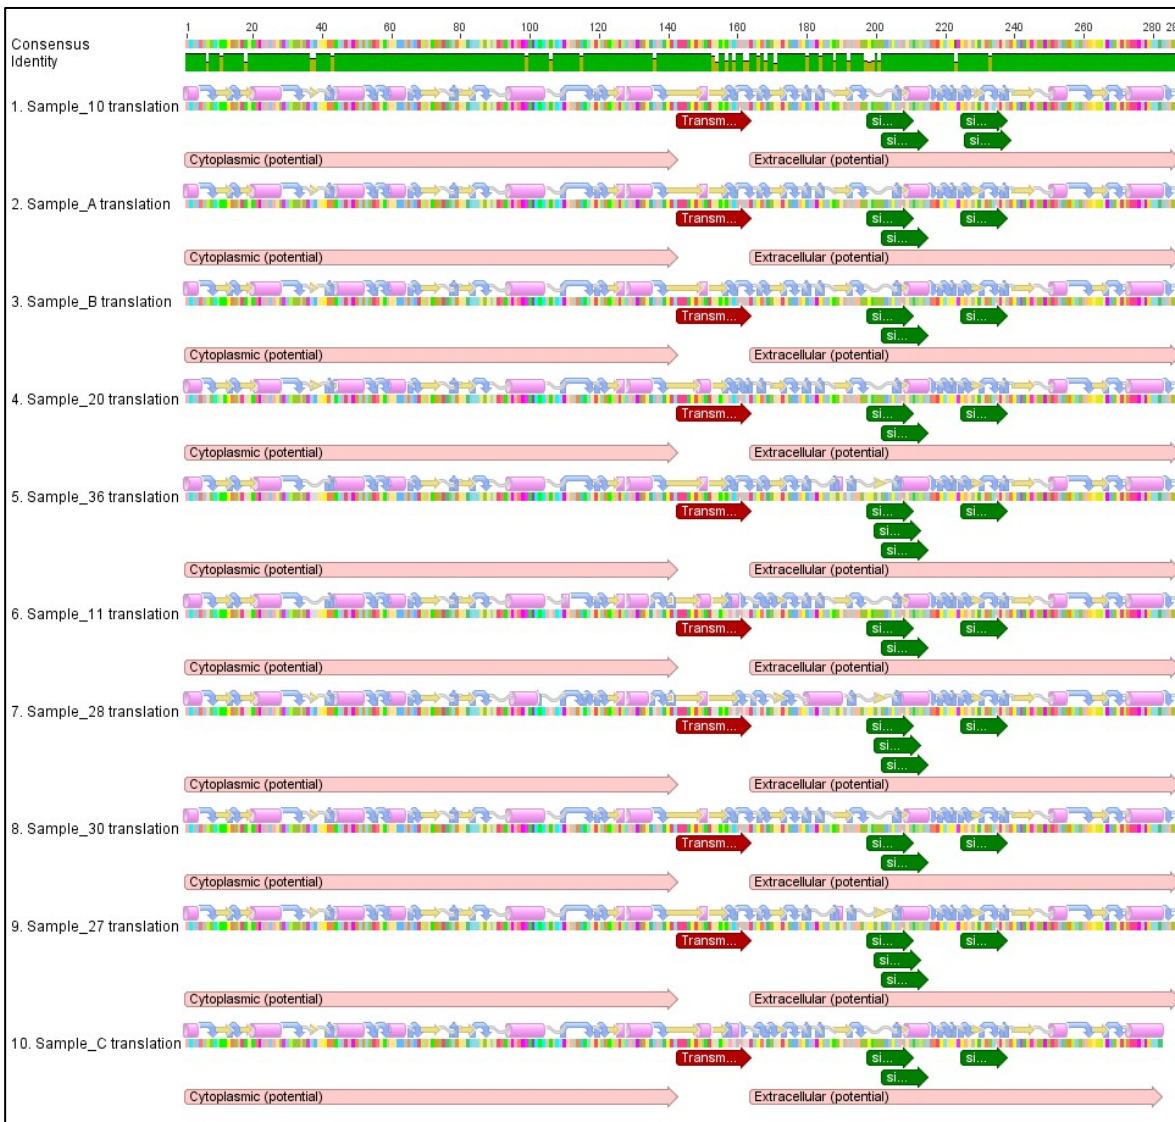 1 20 40 60 80 100 120 140 160 180 200 220 240 260 280 28
Consensus
Identity
1. Sample_10 translation
Transm... si... si...
si... si...
Cytoplasmic (potential) Extracellular (potential)
2. Sample_A translation
Transm... si... si...
si...
Cytoplasmic (potential) Extracellular (potential)
3. Sample_B translation
Transm... si... si...
si...
Cytoplasmic (potential) Extracellular (potential)
4. Sample_20 translation
Transm... si... si...
si...
Cytoplasmic (potential) Extracellular (potential)
5. Sample_36 translation
Transm... si... si...
si...
si...
Cytoplasmic (potential) Extracellular (potential)
6. Sample_11 translation
Transm... si... si...
si...
Cytoplasmic (potential) Extracellular (potential)
7. Sample_28 translation
Transm... si... si...
si...
si...
Cytoplasmic (potential) Extracellular (potential)
8. Sample_30 translation
Transm... si... si...
si...
Cytoplasmic (potential) Extracellular (potential)
9. Sample_27 translation
Transm... si... si...
si...
si...
Cytoplasmic (potential) Extracellular (potential)
10. Sample_C translation
Transm... si... si...
si...
Cytoplasmic (potential) Extracellular (potential)